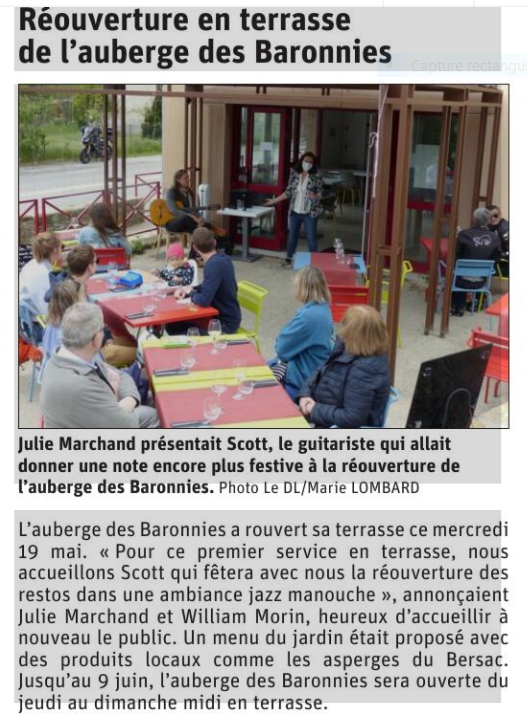 Réouverture en terrasse
de l'auberge des Baronnies
Capture rectangul
Julie Marchand présentait Scott, le guitariste qui allait
donner une note encore plus festive à la réouverture de
l'auberge des Baronnies. Photo Le DL/Marie LOMBARD
L'auberge des Baronnies a rouvert sa terrasse ce mercredi
19 mai. « Pour ce premier service en terrasse, nous
accueillons Scott qui fêtera avec nous la réouverture des
restos dans une ambiance jazz manouche », annonçaient
Julie Marchand et William Morin, heureux d'accueillir à
nouveau le public. Un menu du jardin était proposé avec
des produits locaux comme les asperges du Bersac.
Jusqu'au 9 juin, l'auberge des Baronnies sera ouverte du
jeudi au dimanche midi en terrasse.